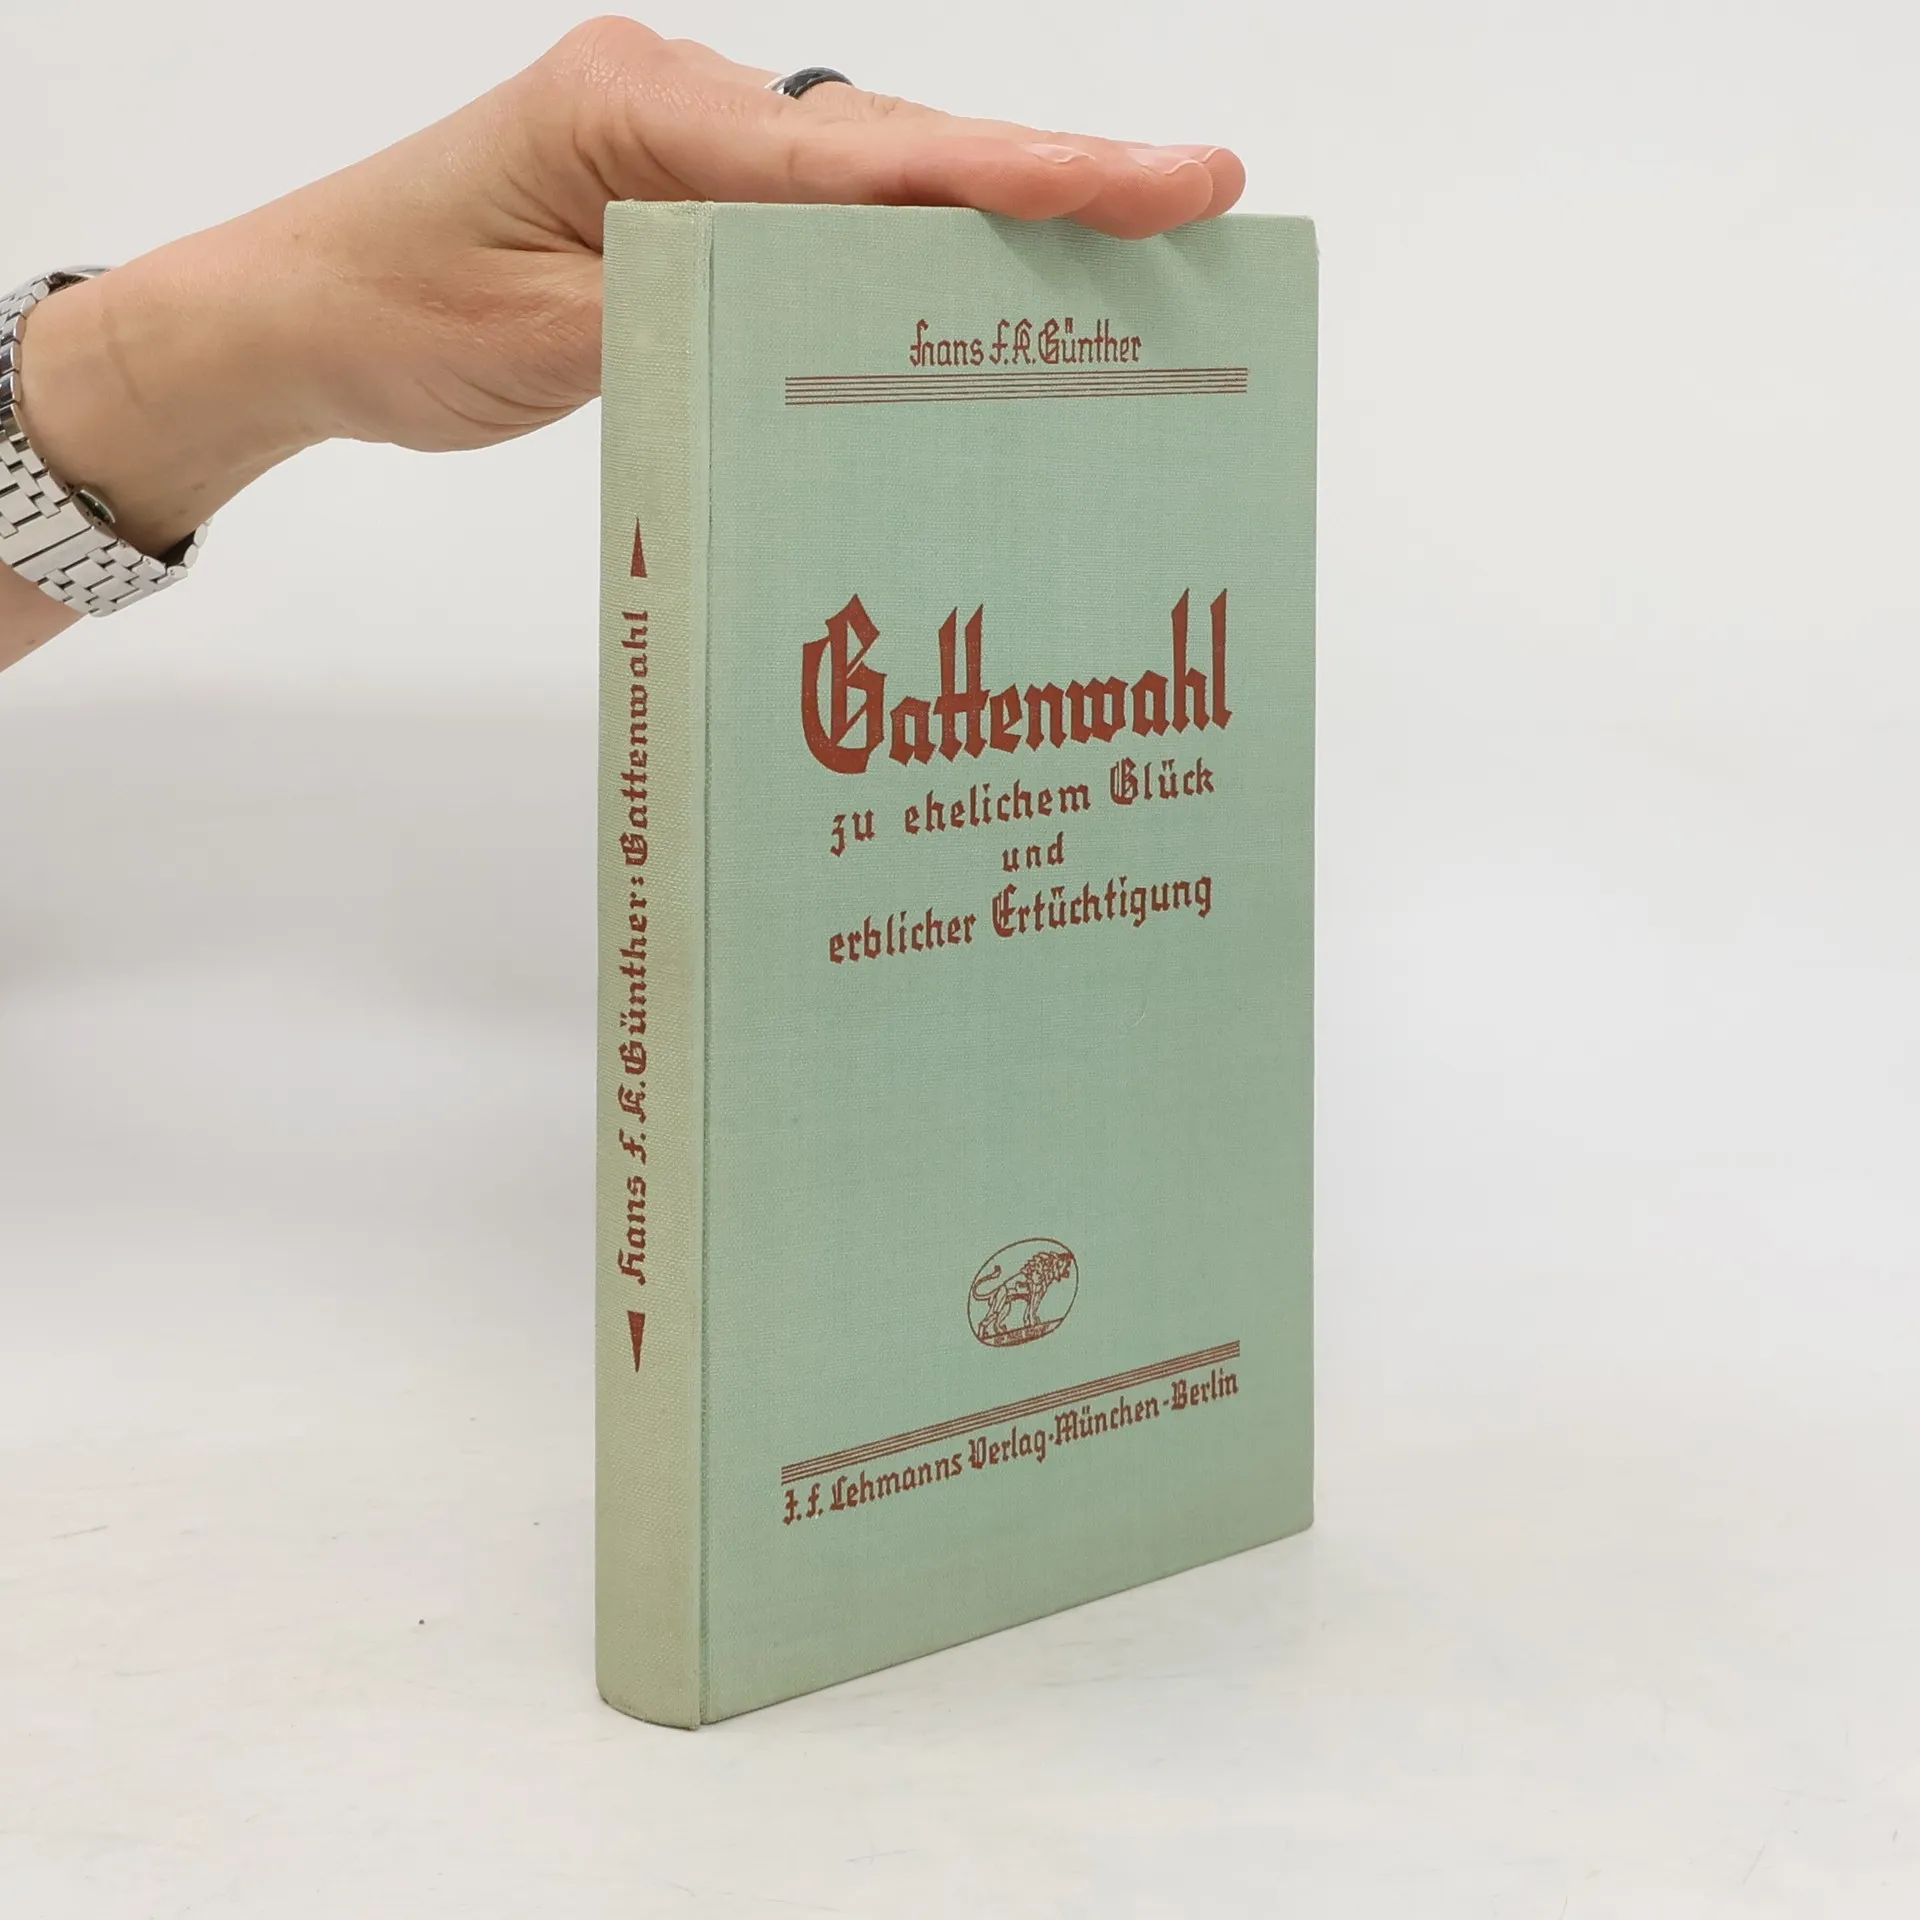 Hans F. K. Günther
Gattenwahl
zu ehelichem Glück
und
erblicher Ertüchtigung
J. F. Lehmanns Verlag · München - Berlin
Hans F. K. Günther: Gattenwahl